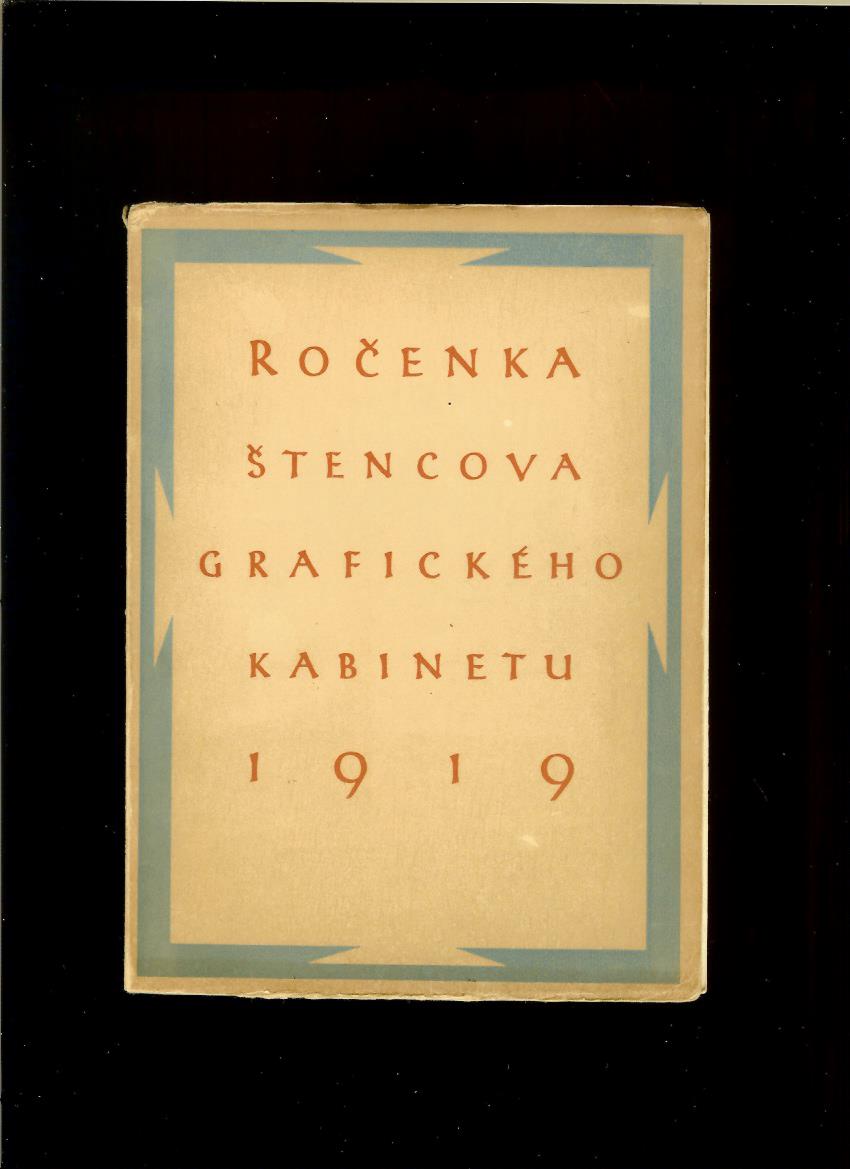 ROČENKA
ŠTENCOVA
GRAFICKÉHO
KABINETU
1919